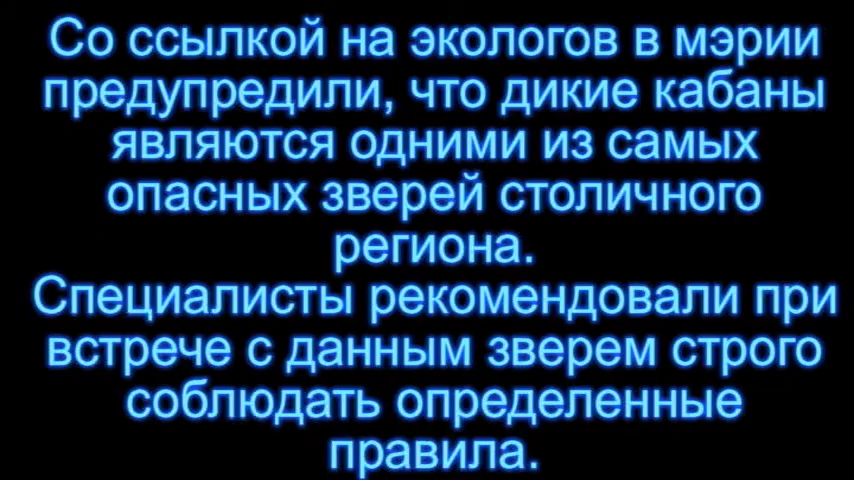 Со ссылкой на экологов в мэрии
предупредили, что дикие кабаны
являются одними из самых
опасных зверей столичного
региона.
Специалисты рекомендовали при
встрече с данным зверем строго
соблюдать определенные
правила.